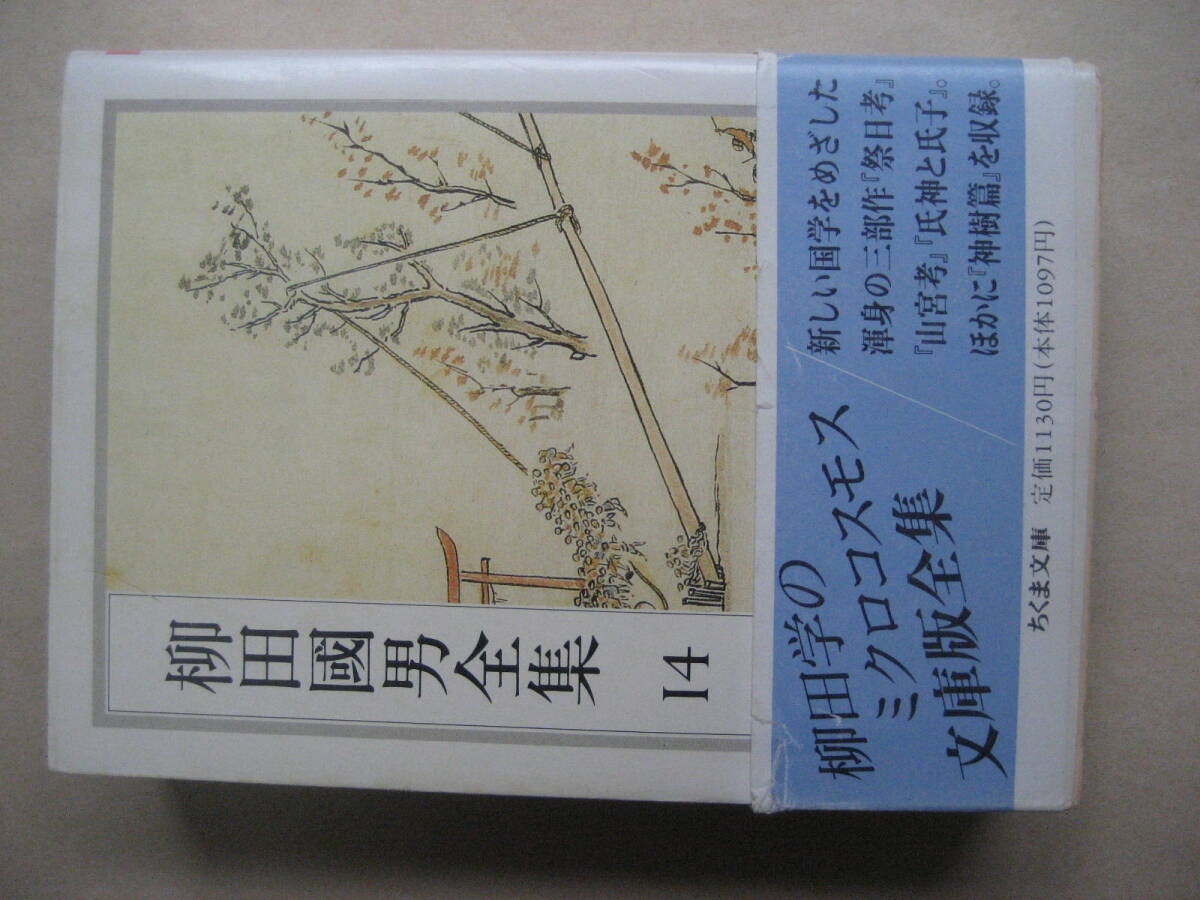 柳田國男全集
14
柳田学の
ミクロコスモス
文庫版全集
新しい国学をめざした
渾身の三部作『祭日考』
『山宮考』『氏神と氏子』。
ほかに『神樹篇』を収録。
ちくま文庫 定価1130円(本体1097円)